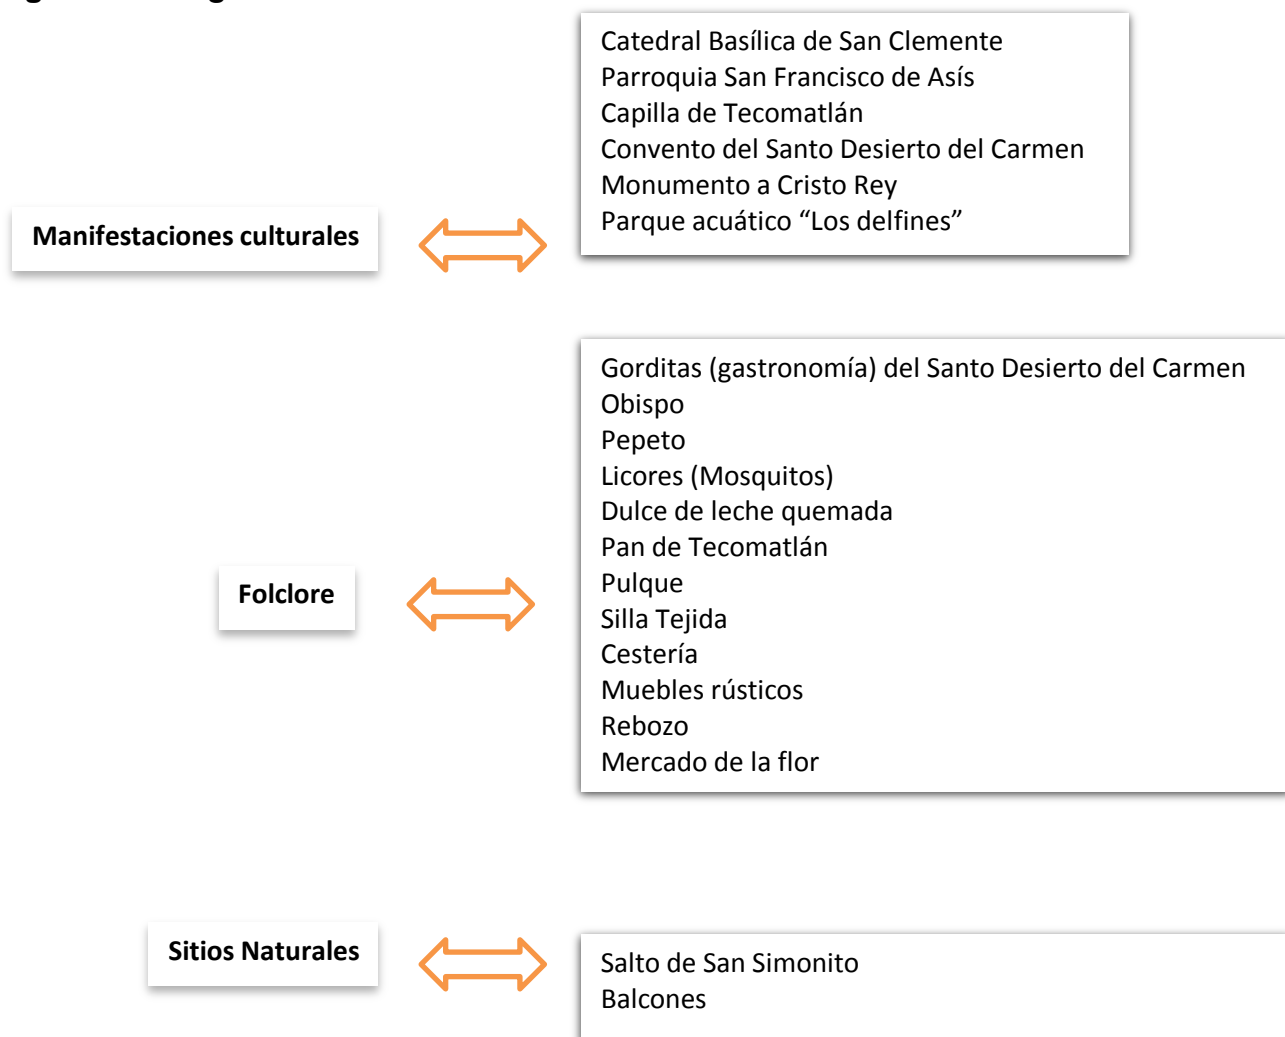 Catedral Basílica de San Clemente
Parroquia San Francisco de Asís
Capilla de Tecomatlán
Convento del Santo Desierto del Carmen
Monumento a Cristo Rey
Parque acuático “Los delfines”
Manifestaciones culturales
Gorditas (gastronomía) del Santo Desierto del Carmen
Obispo
Pepeto
Licores (Mosquitos)
Dulce de leche quemada
Pan de Tecomatlán
Pulque
Silla Tejida
Cestería
Muebles rústicos
Rebozo
Mercado de la flor
Folclore
Sitios Naturales
Salto de San Simonito
Balcones